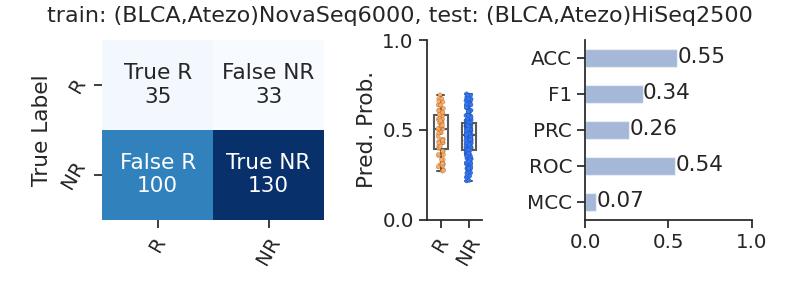 train: (BLCA,Atezo)NovaSeq6000, test: (BLCA,Atezo)HiSeq2500
True Label
R
NR
True R
35
False NR
33
False R
100
True NR
130
R
NR
Pred. Prob.
1.0
0.5
0.0
R
NR
ACC
0.55
F1
0.34
PRC
0.26
ROC
0.54
MCC
0.07
0.0
0.5
1.0